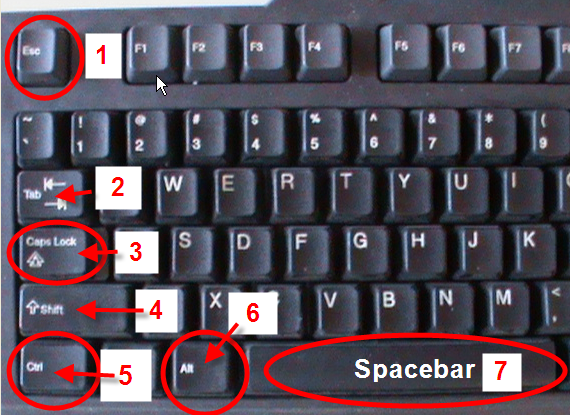 Esc 1 F1 F2 F3 F4 F5 F6 F7
~ ! @ # $ % ^ & * (
` 1 2 3 4 5 6 7 8 9
Tab 2 W E R T Y U I
Caps Lock 3 S D F G H J K
Shift 4 X V B N M <
6 ,
Ctrl 5 Alt Spacebar 7